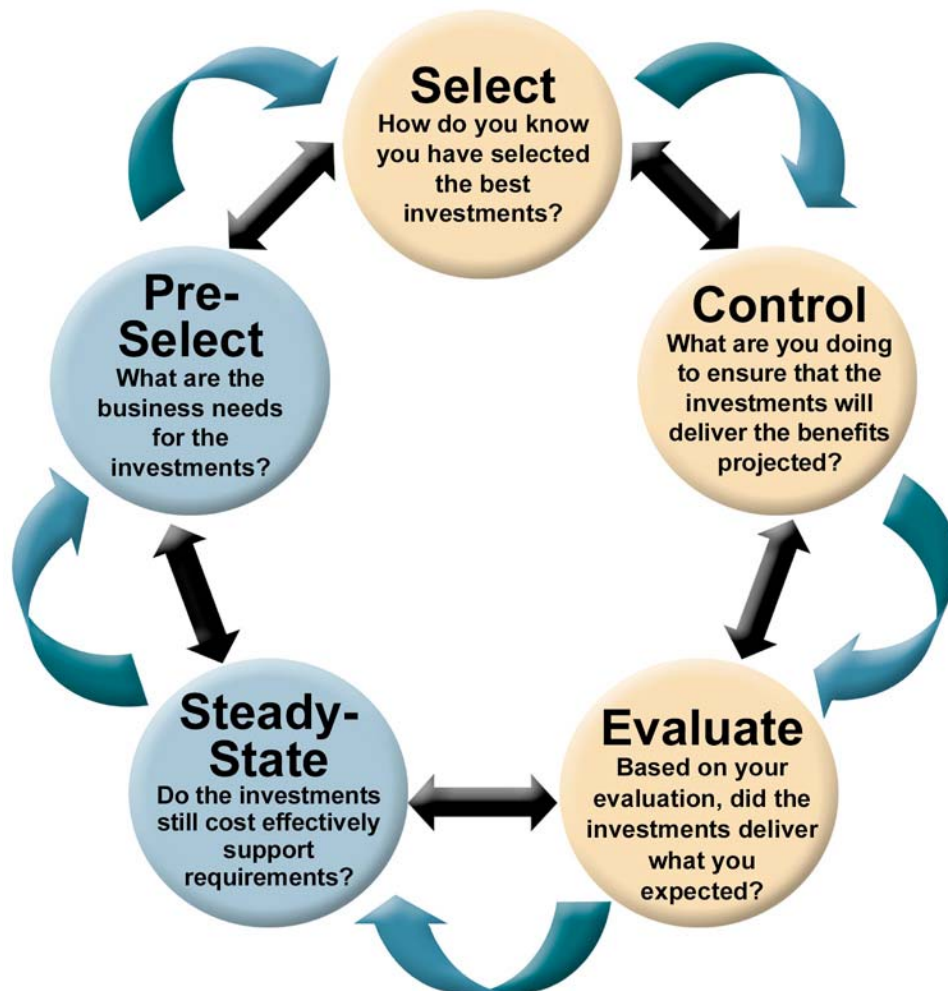 Select
How do you know
you have selected
the best
investments?
Pre-
Select
What are the
business needs
for the
investments?
Control
What are you doing
to ensure that the
investments will
deliver the benefits
projected?
Steady-
State
Do the investments
still cost effectively
support
requirements?
Evaluate
Based on your
evaluation, did the
investments deliver
what you
expected?